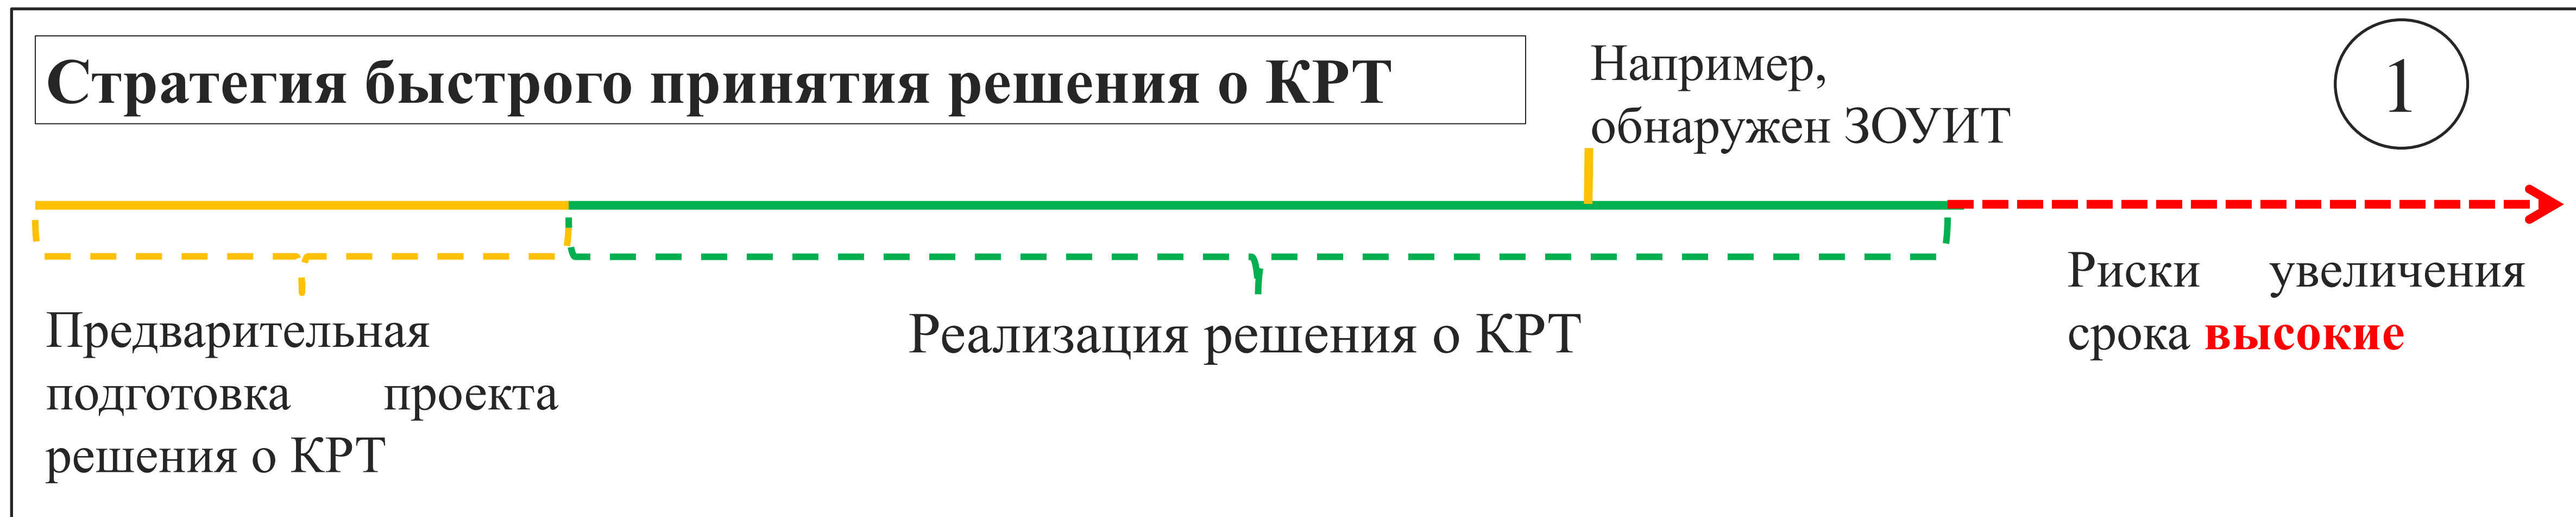 Стратегия быстрого принятия решения о КРТ
Например,
обнаружен ЗОУИТ
1
Предварительная
подготовка проекта
решения о КРТ
Реализация решения о КРТ
Риски увеличения
срока высокие